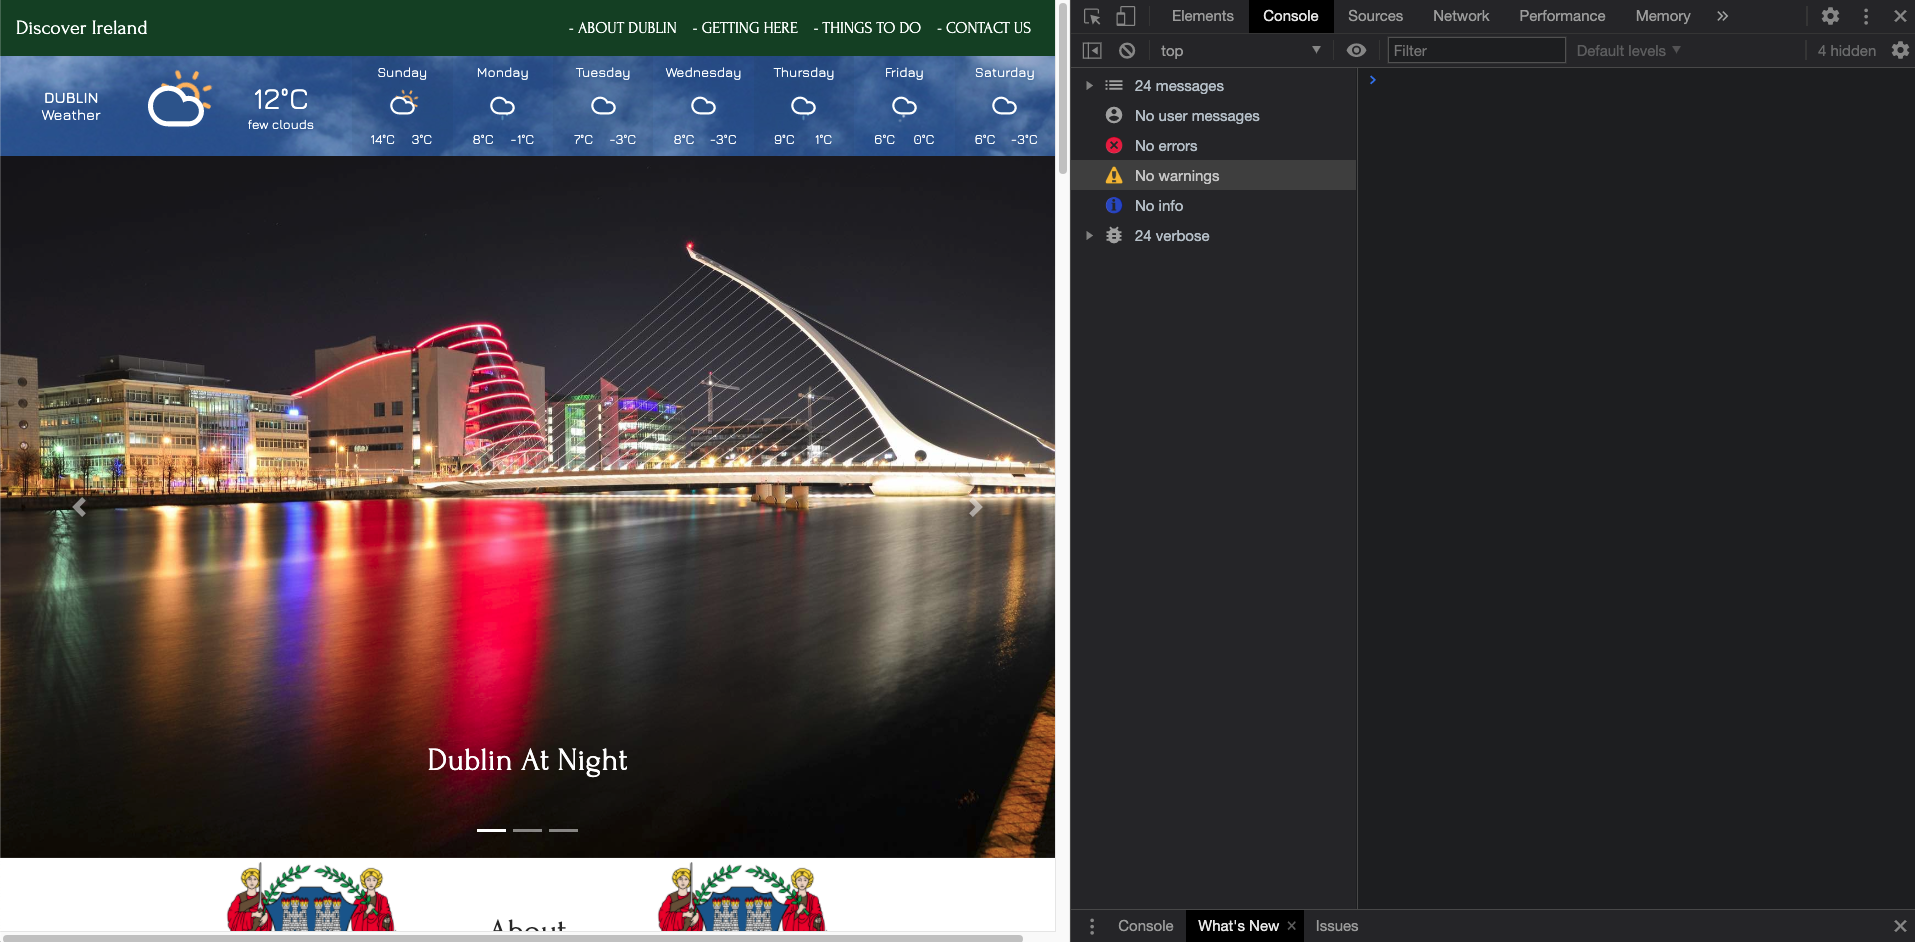 Discover Ireland
- ABOUT DUBLIN - GETTING HERE - THINGS TO DO - CONTACT US
DUBLIN
Weather
12°C
few clouds
Sunday Monday Tuesday Wednesday Thursday Friday Saturday
14°C 3°C 8°C -1°C 7°C -3°C 8°C -3°C 9°C 1°C 6°C 0°C 6°C -3°C
Dublin At Night
About
Elements Console Sources Network Performance Memory
top Filter Default levels 4 hidden
24 messages
No user messages
No errors
No warnings
No info
24 verbose
Console What's New Issues